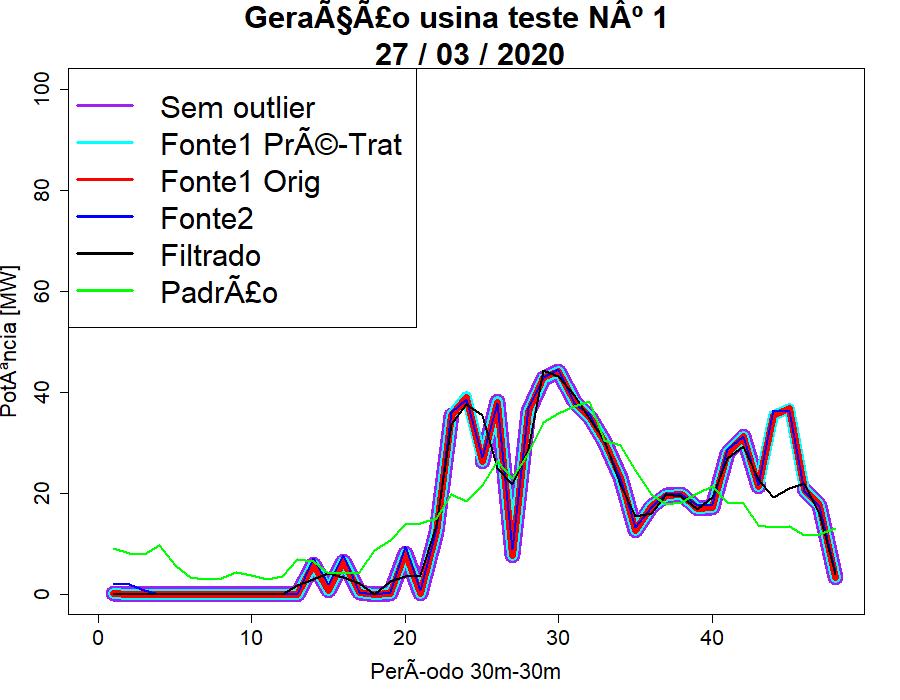 GeraÃ§Ã£o usina teste NÂº 1
27 / 03 / 2020
Sem outlier
Fonte1 PrÃ©-Trat
Fonte1 Orig
Fonte2
Filtrado
PadrÃ£o
PotÃªncia [MW]
100
80
60
40
20
0
0 10 20 30 40
PerÃ-odo 30m-30m